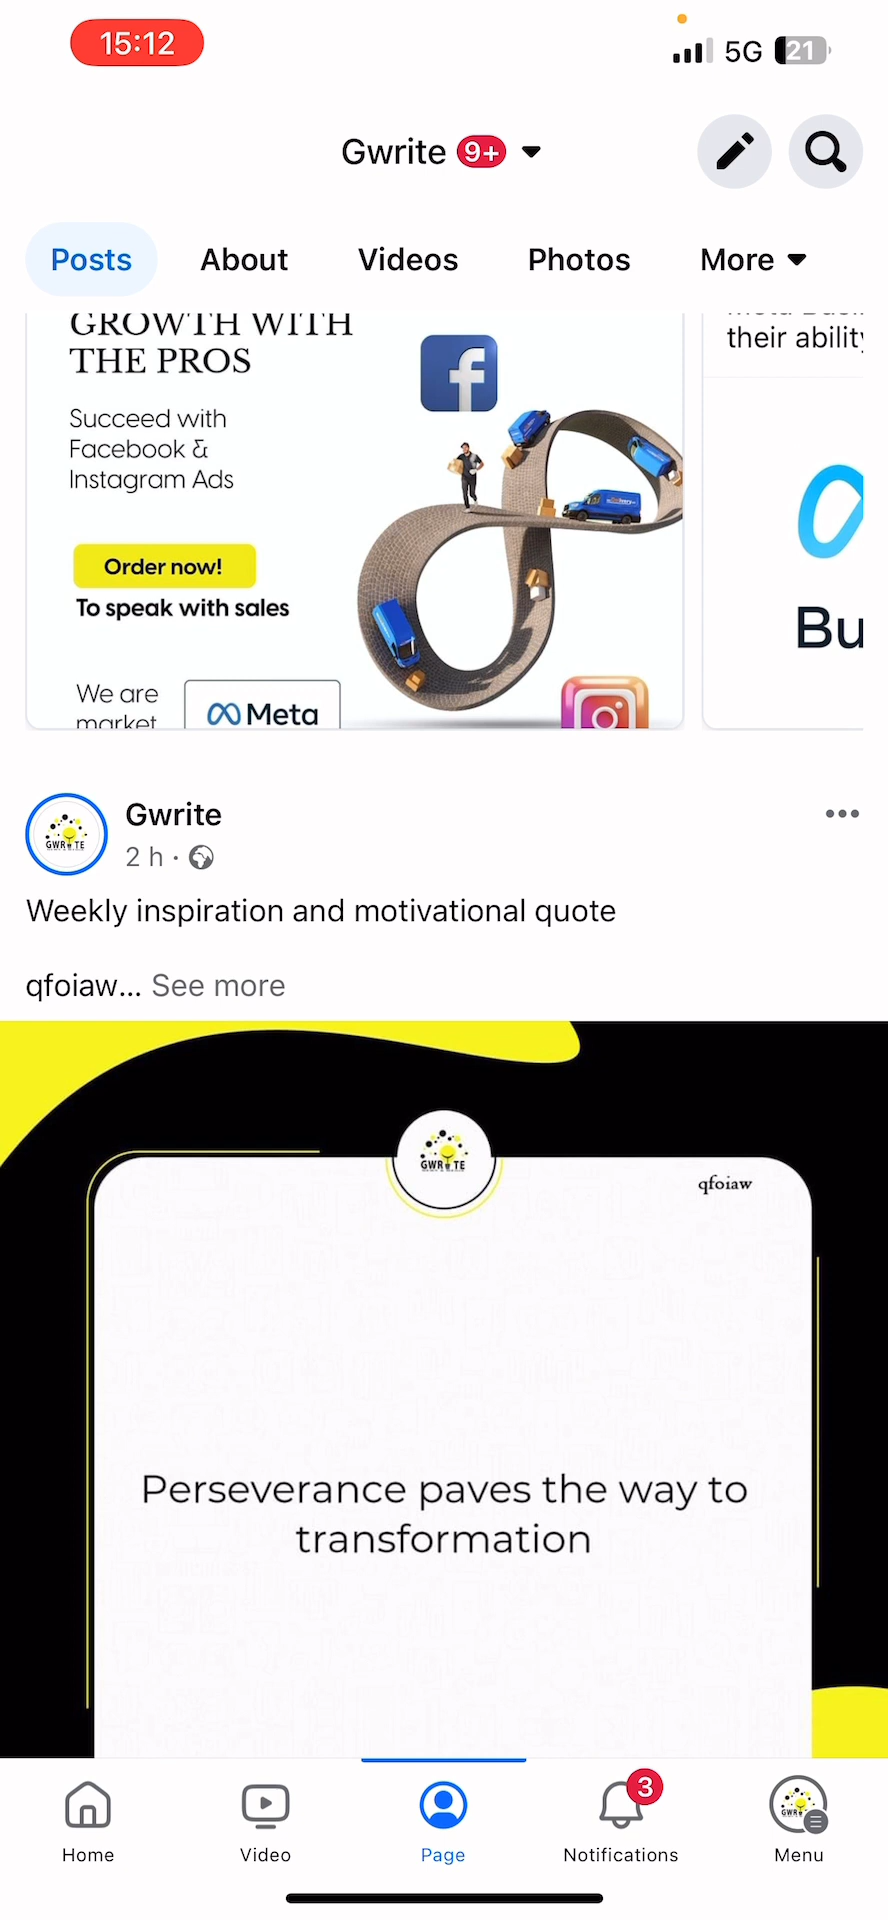 15:12
5G 21
Gwrite 9+
Posts About Videos Photos More
GROWTH WITH
THE PROS
Succeed with
Facebook &
Instagram Ads
Order now!
To speak with sales
We are
market
Meta
their ability
Bu
Gwrite
2 h ·
Weekly inspiration and motivational quote
qfoiaw... See more
GWRITE
qfoiaw
Perseverance paves the way to
transformation
3
Home Video Page Notifications Menu